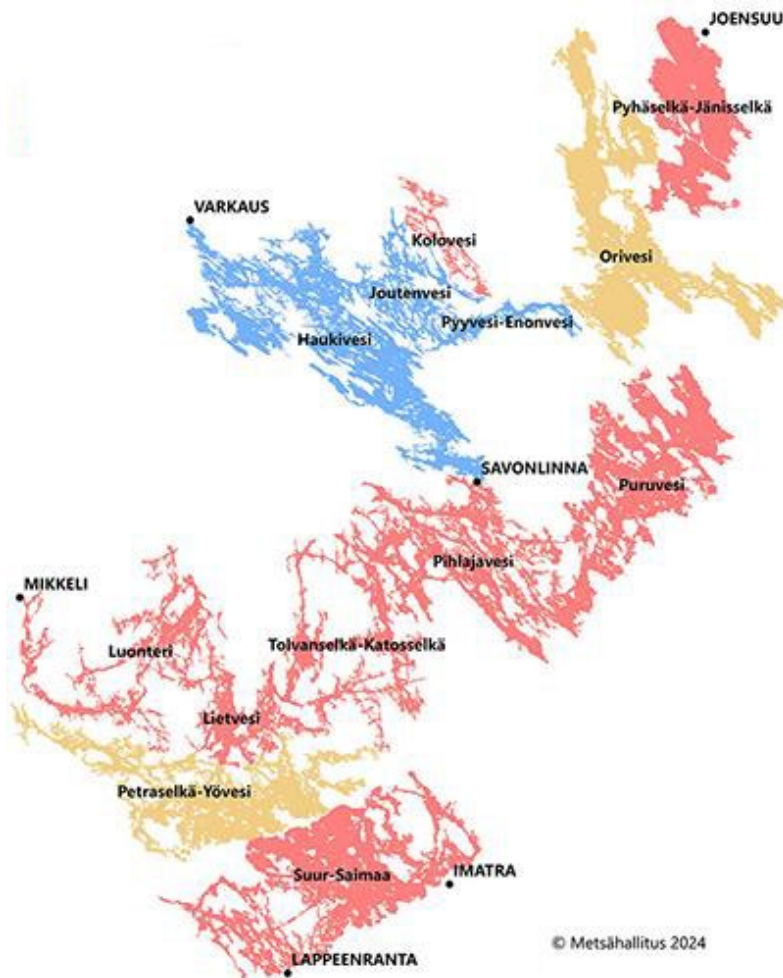 JOENSUU
Pyhäselkä-Jänisselkä
VARKAUS
Kolovesi
Orivesi
Joutenvesi
Pyyvesi-Enonvesi
Haukivesi
SAVONLINNA
Puruvesi
Pihlajavesi
MIKKELI
Luonteri
Tolvanselkä-Katosselkä
Lietvesi
Petraselkä-Yövesi
Suur-Saimaa
IMATRA
© Metsähallitus 2024
LAPPEENRANTA